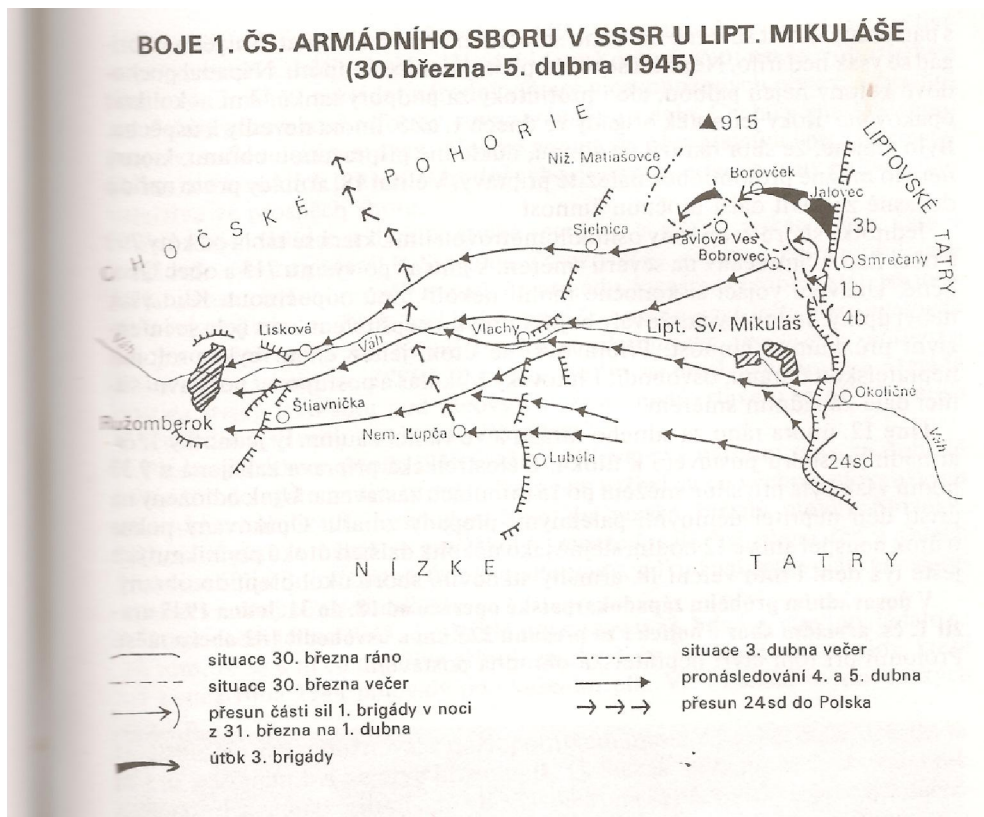 BOJE 1. ČS. ARMÁDNÍHO SBORU V SSSR U LIPT. MIKULÁŠE
(30. března–5. dubna 1945)
CHOČSKÉ POHORIE
▲915
LIPTOVSKÉ TATRY
Niž. Matiašovce
Borovček
Jalovec
3b
Sielnica
Pavlova Ves
Bobrovec
Smrečany
1b
4b
Lisková
Váh
Vlachy
Lipt. Sv. Mikuláš
Váh
Štiavnička
Okoličné
Ružomberok
Nem. Ľupča
Lubela
Váh
24sd
NÍZKE TATRY
situace 30. března ráno
situace 30. března večer
přesun části sil 1. brigády v noci
z 31. března na 1. dubna
útok 3. brigády
situace 3. dubna večer
pronásledování 4. a 5. dubna
přesun 24sd do Polska